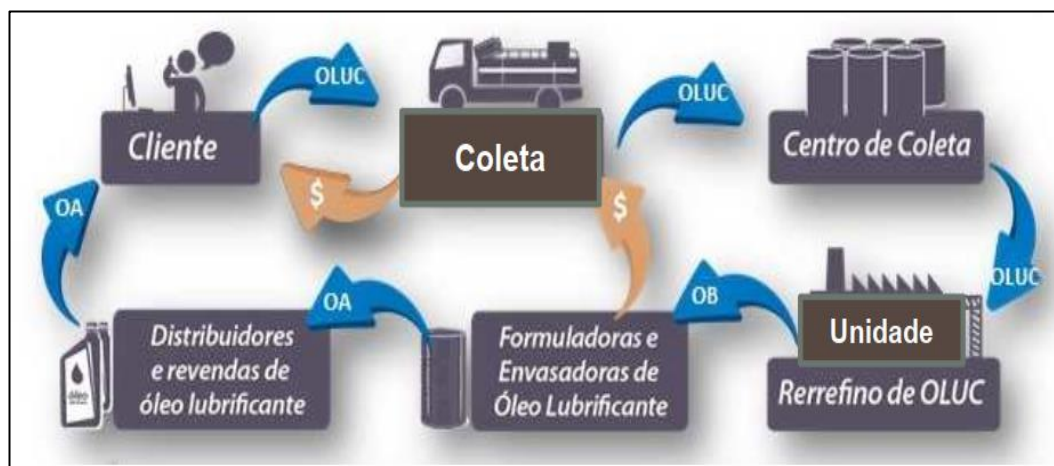 OLUC
Cliente
Coleta
OLUC
Centro de Coleta
$
$
OA
OLUC
OA
OB
Distribuidores
e revendas de
óleo lubrificante
Formuladoras e
Envasadoras de
Óleo Lubrificante
Unidade
Rerrefino de OLUC
óleo